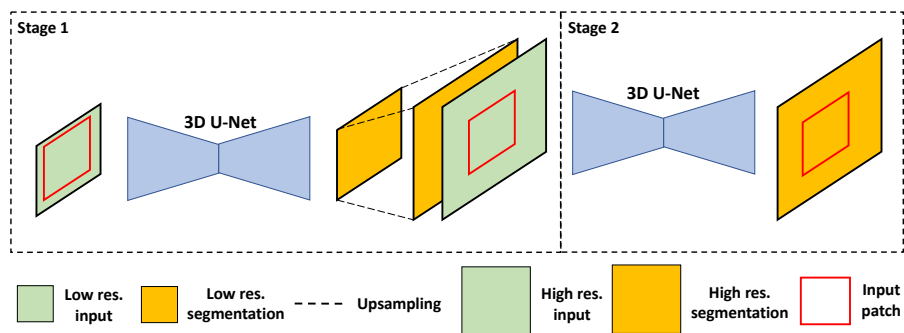 Stage 1
Stage 2
3D U-Net
3D U-Net
Low res.
input
Low res.
segmentation
Upsampling
High res.
input
High res.
segmentation
Input
patch